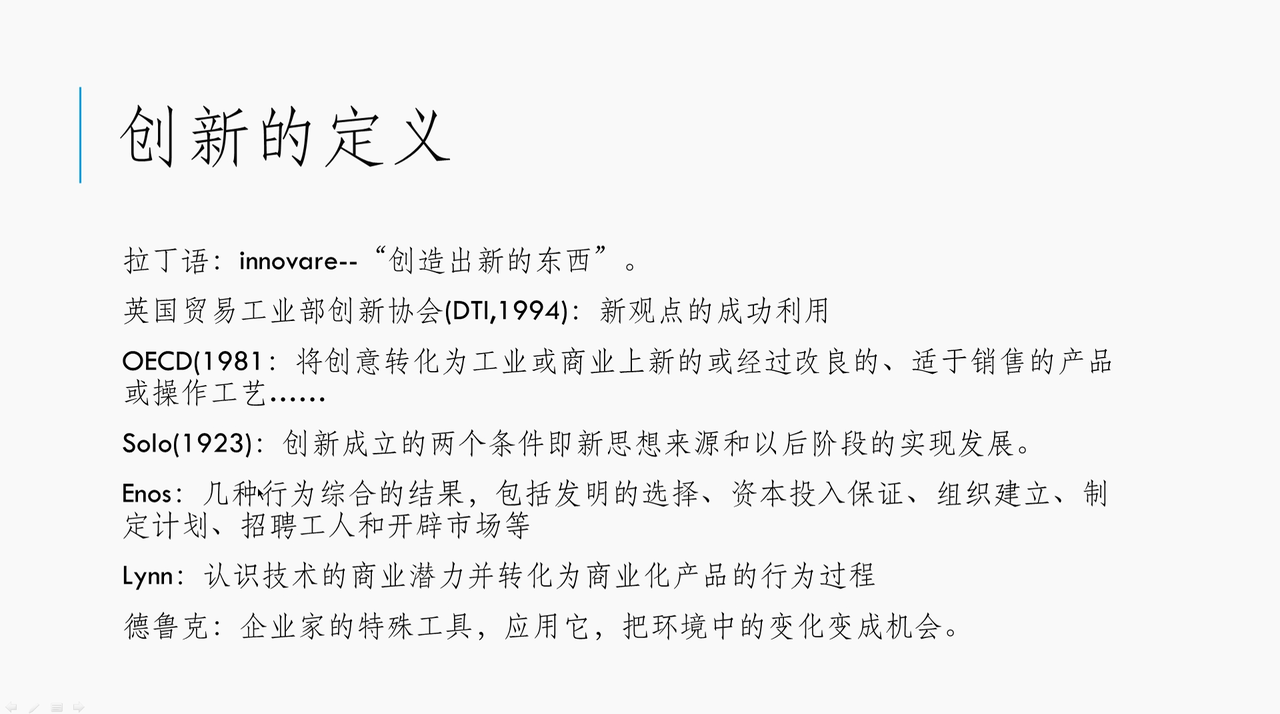 创新的定义
拉丁语：innovare--“创造出新的东西”。
英国贸易工业部创新协会(DTI,1994)：新观点的成功利用
OECD(1981：将创意转化为工业或商业上新的或经过改良的、适于销售的产品
或操作工艺……
Solo(1923)：创新成立的两个条件即新思想来源和以后阶段的实现发展。
Enos：几种行为综合的结果，包括发明的选择、资本投入保证、组织建立、制
定计划、招聘工人和开辟市场等
Lynn：认识技术的商业潜力并转化为商业化产品的行为过程
德鲁克：企业家的特殊工具，应用它，把环境中的变化变成机会。